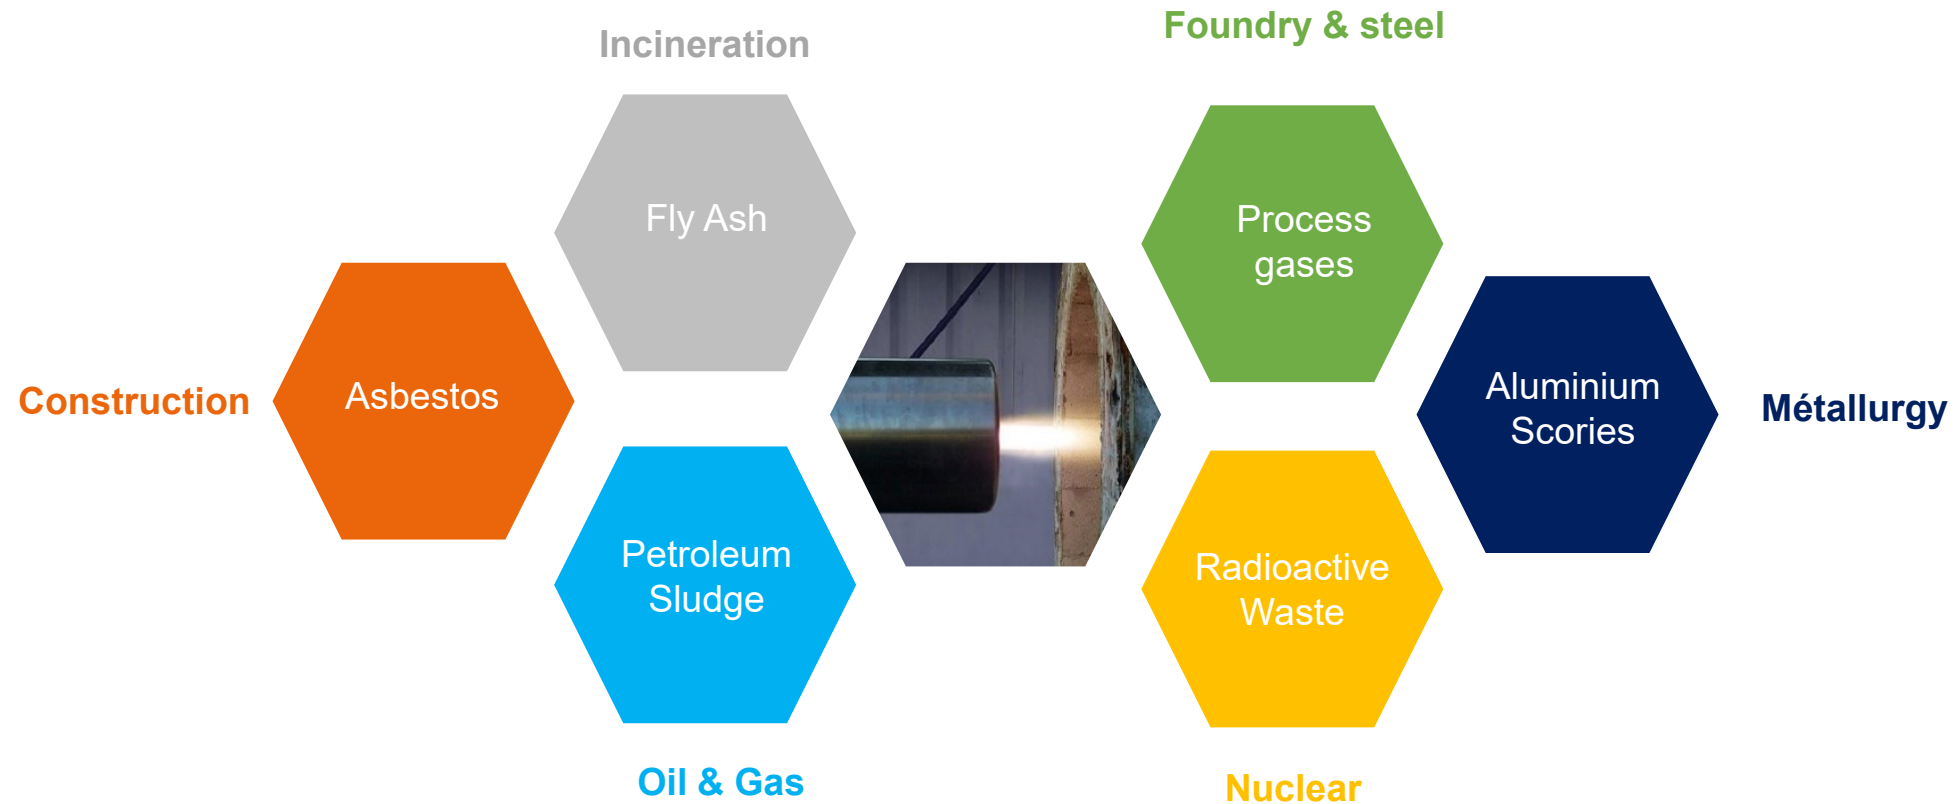 Foundry & steel
Incineration
Fly Ash
Process
gases
Construction
Asbestos
Aluminium
Scories
Métallurgy
Petroleum
Sludge
Radioactive
Waste
Oil & Gas
Nuclear